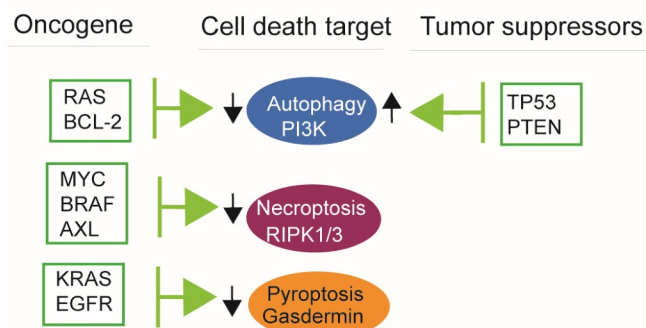 Oncogene
Cell death target
Tumor suppressors
RAS
BCL-2
Autophagy
PI3K
TP53
PTEN
MYC
BRAF
AXL
Necroptosis
RIPK1/3
KRAS
EGFR
Pyroptosis
Gasdermin